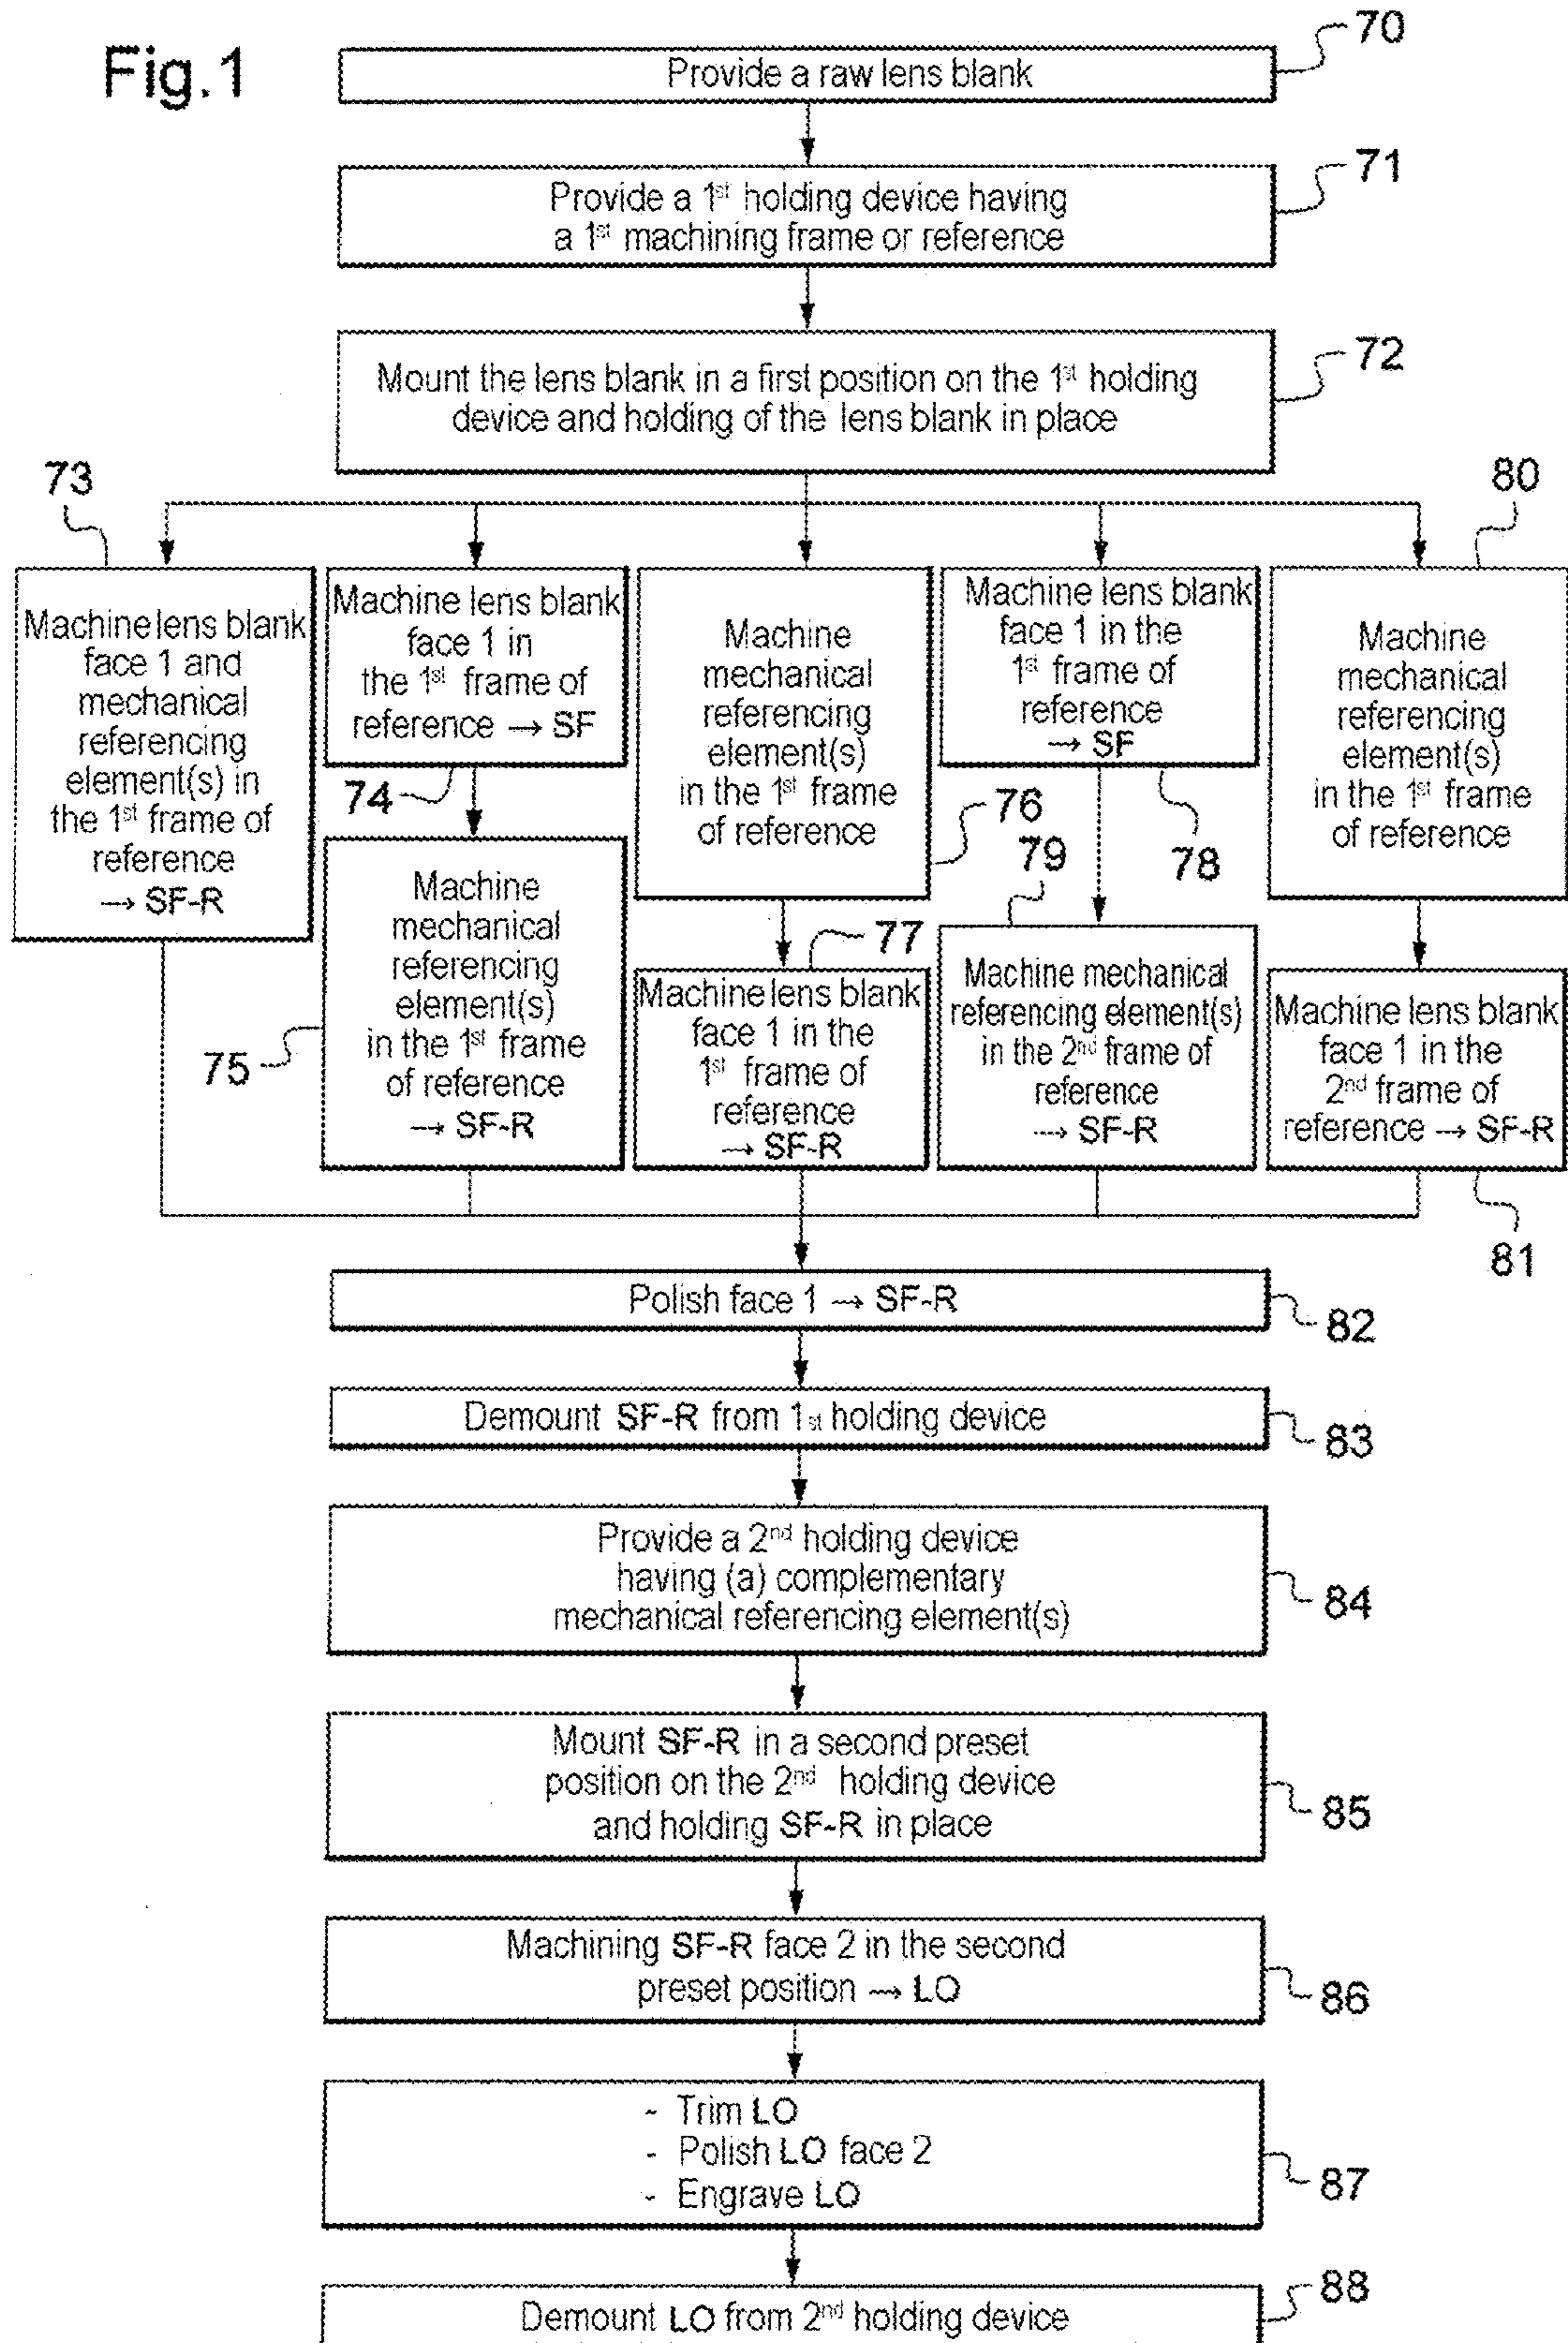 Fig.1
70
Provide a raw lens blank
71
Provide a 1st holding device having
a 1st machining frame or reference
72
Mount the lens blank in a first position on the 1st holding
device and holding of the lens blank in place
73
Machine lens blank
face 1 and
mechanical
referencing
element(s) in
the 1st frame of
reference
→ SF-R
Machine lens blank
face 1 in
the 1st frame of
reference → SF
74
Machine
mechanical
referencing
element(s)
in the 1st frame
of reference
→ SF-R
75
Machine
mechanical
referencing
element(s)
in the 1st frame
of reference
76
77
Machine lens blank
face 1 in the
1st frame of
reference
→ SF-R
Machine lens blank
face 1 in the
1st frame of
reference
→ SF
78
79
Machine mechanical
referencing element(s)
in the 2nd frame of
reference
→ SF-R
80
Machine
mechanical
referencing
element(s)
in the 1st frame
of reference
Machine lens blank
face 1 in the
2nd frame of
reference → SF-R
81
Polish face 1 → SF-R
82
Demount SF-R from 1st holding device
83
Provide a 2nd holding device
having (a) complementary
mechanical referencing element(s)
84
Mount SF-R in a second preset
position on the 2nd holding device
and holding SF-R in place
85
Machining SF-R face 2 in the second
preset position → LO
86
- Trim LO
- Polish LO face 2
- Engrave LO
87
88
Demount LO from 2nd holding device